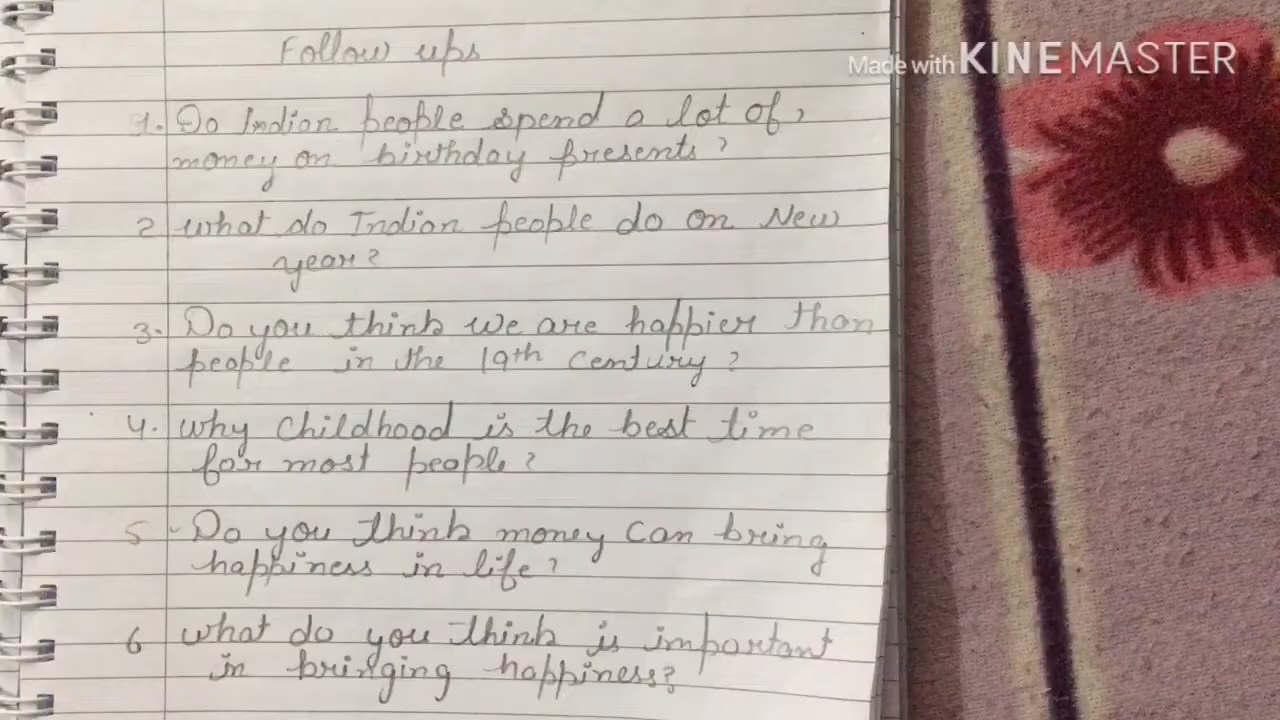 Follow ups
Made with KINEMASTER
1. Do Indian people spend a lot of
money on birthday presents?
2 what do Indian people do on New
year?
3. Do you think we are happier than
people in the 19th century?
4. why childhood is the best time
for most people?
5 - Do you think money can bring
happiness in life?
6 what do you think is important
in bringing happiness?